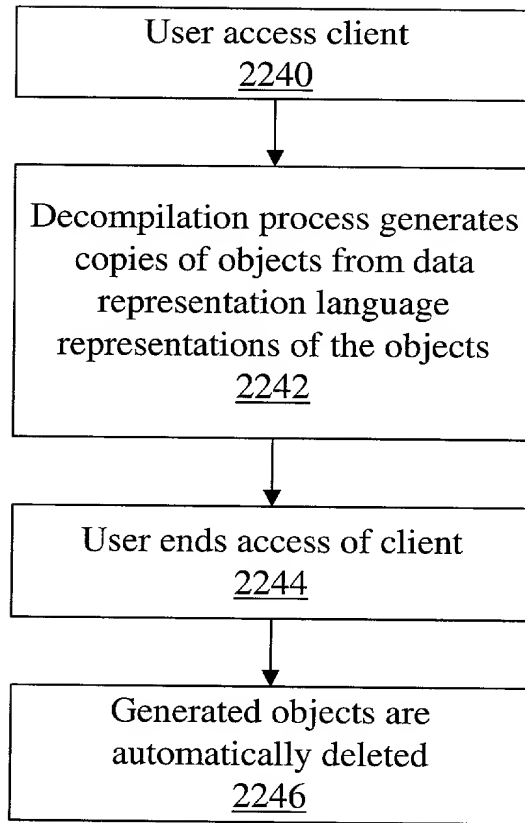 User access client
2240
Decompilation process generates
copies of objects from data
representation language
representations of the objects
2242
User ends access of client
2244
Generated objects are
automatically deleted
2246